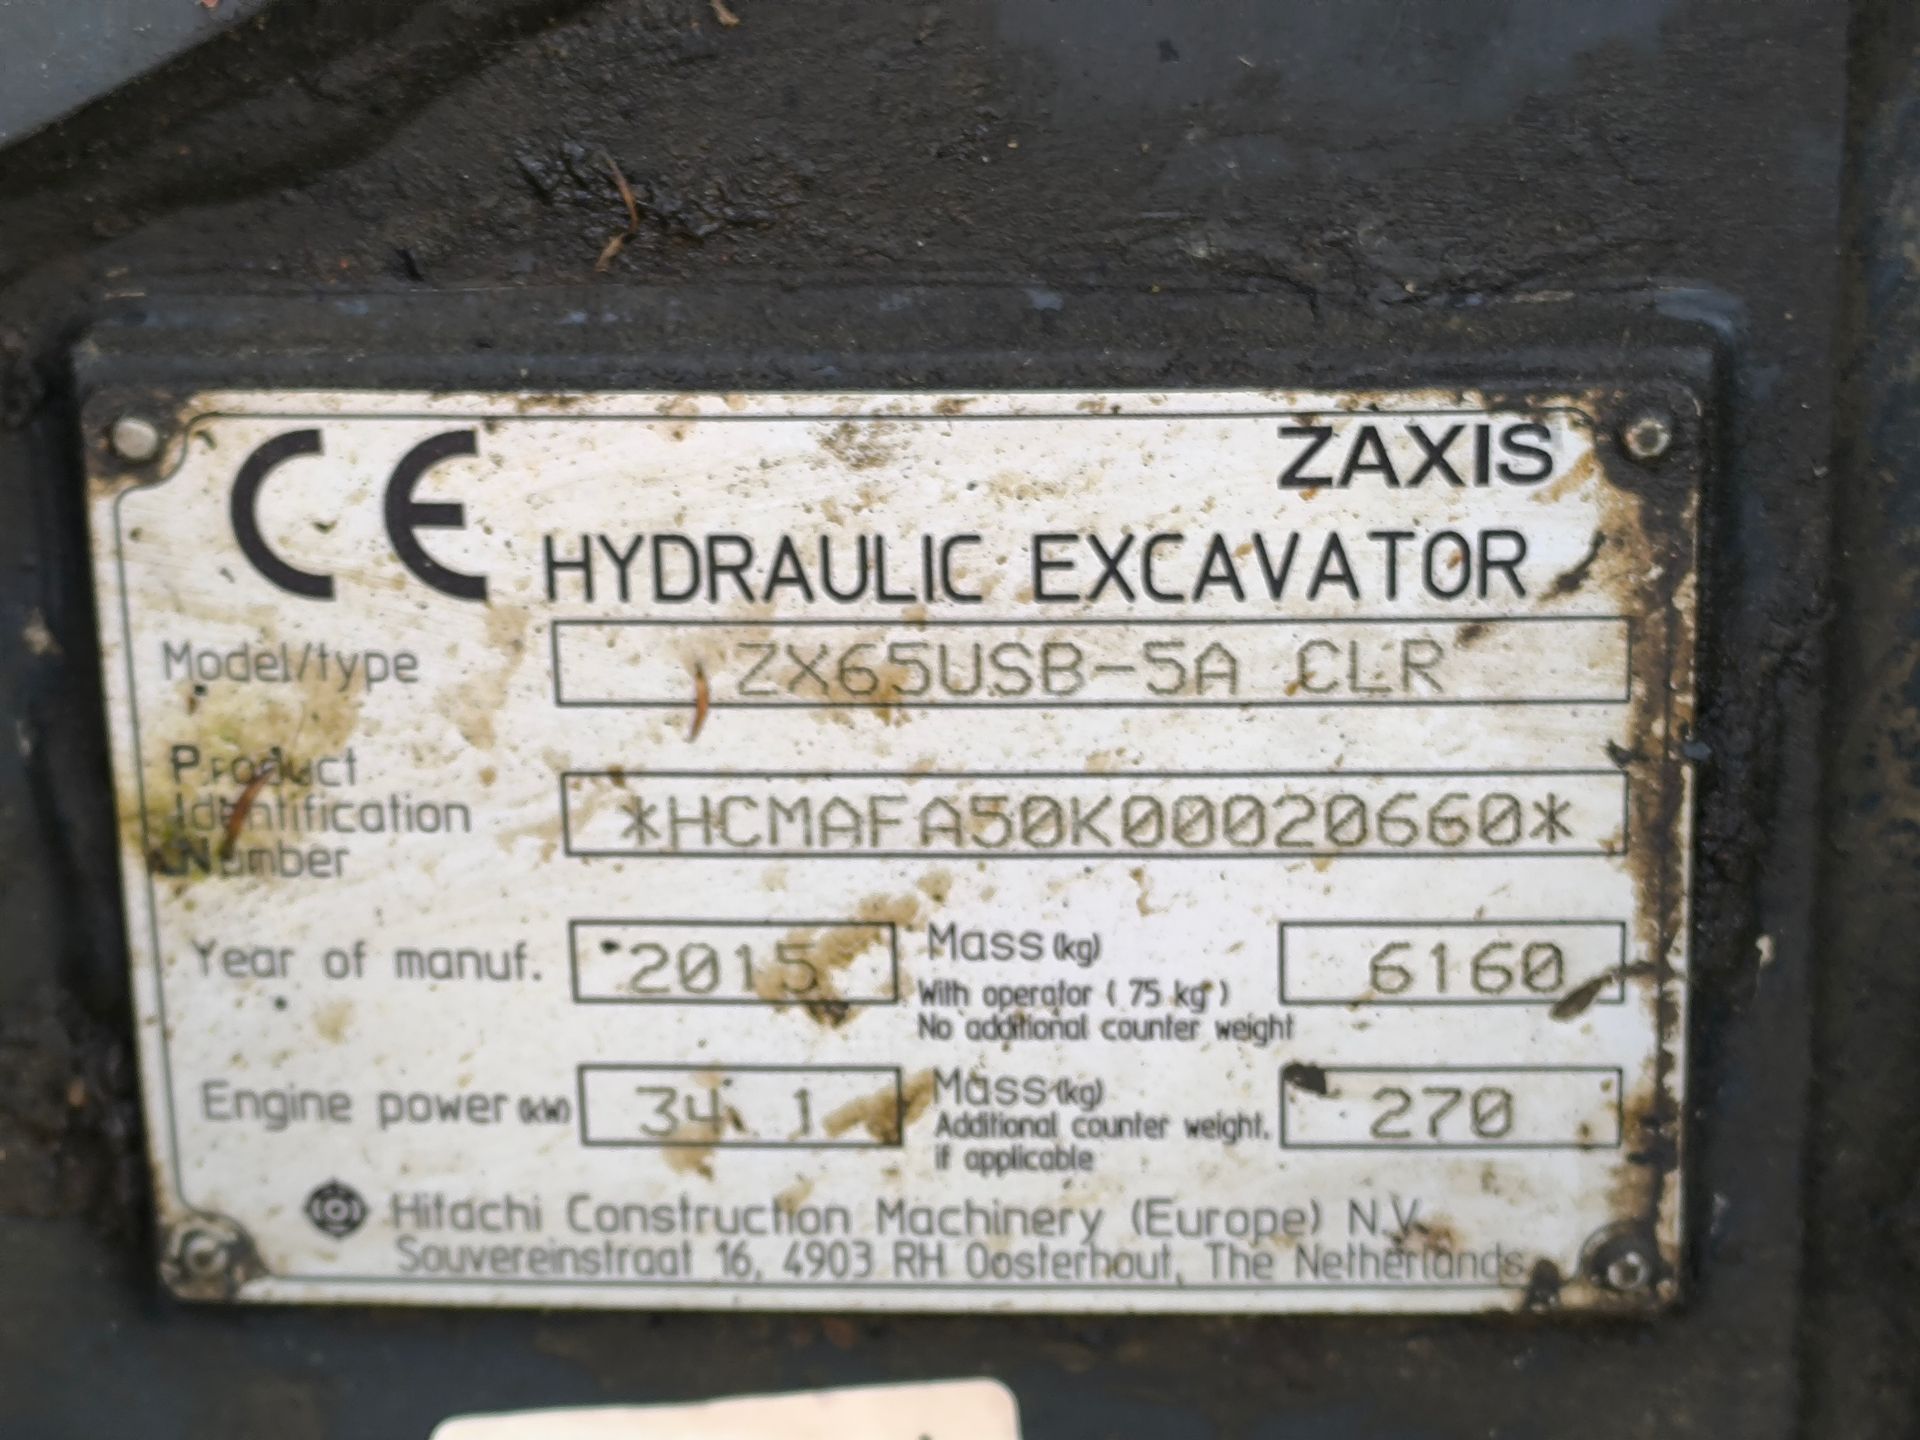 CE
ZAXIS
HYDRAULIC EXCAVATOR
Model/type ZX65USB-5A CLR
Product
Identification *HCMAFA50K00020660*
Number
Year of manuf. 2015 Mass (kg) 6160
With operator ( 75 kg )
No additional counter weight
Engine power (kW) 34.1 Mass (kg) 270
Additional counter weight,
if applicable
Hitachi Construction Machinery (Europe) N.V.
Souvereinstraat 16, 4903 RH Oosterhout, The Netherlands